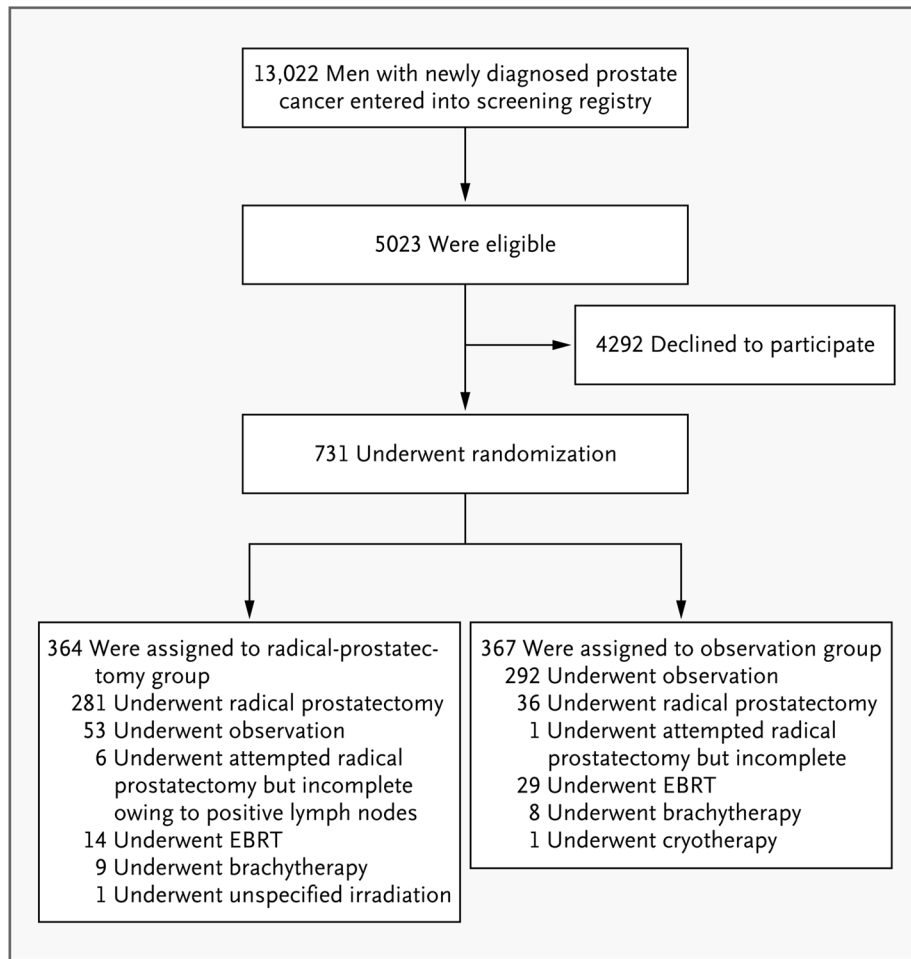 13,022 Men with newly diagnosed prostate
cancer entered into screening registry
5023 Were eligible
4292 Declined to participate
731 Underwent randomization
364 Were assigned to radical-prostatec-
tomy group
281 Underwent radical prostatectomy
53 Underwent observation
6 Underwent attempted radical
prostatectomy but incomplete
owing to positive lymph nodes
14 Underwent EBRT
9 Underwent brachytherapy
1 Underwent unspecified irradiation
367 Were assigned to observation group
292 Underwent observation
36 Underwent radical prostatectomy
1 Underwent attempted radical
prostatectomy but incomplete
29 Underwent EBRT
8 Underwent brachytherapy
1 Underwent cryotherapy